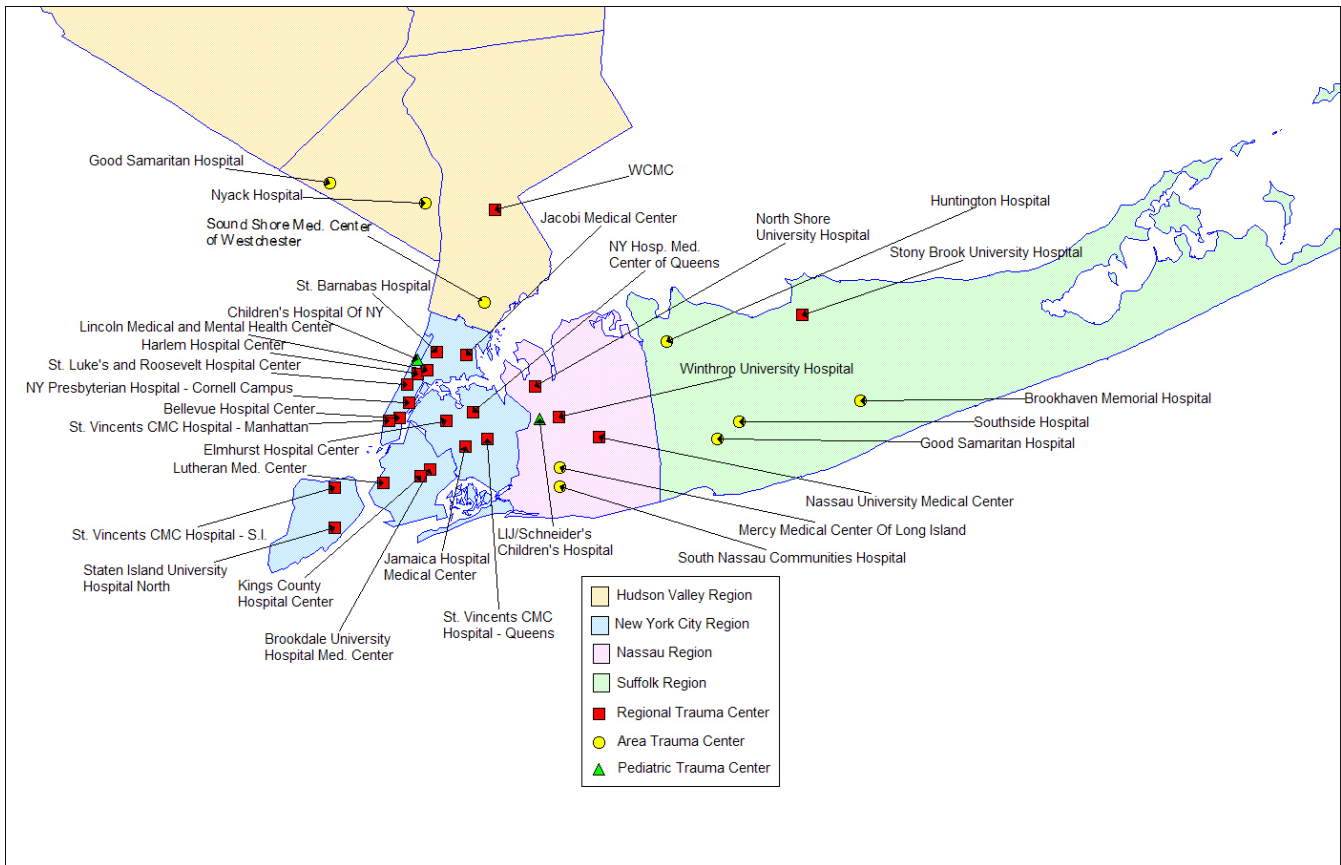 Good Samaritan Hospital
Nyack Hospital
Sound Shore Med. Center
of Westchester
WCMC
Jacobi Medical Center
North Shore
University Hospital
Huntington Hospital
NY Hosp. Med.
Center of Queens
Stony Brook University Hospital
St. Barnabas Hospital
Children's Hospital Of NY
Lincoln Medical and Mental Health Center
Harlem Hospital Center
St. Luke's and Roosevelt Hospital Center
NY Presbyterian Hospital - Cornell Campus
Bellevue Hospital Center
St. Vincents CMC Hospital - Manhattan
Elmhurst Hospital Center
Lutheran Med. Center
Winthrop University Hospital
Brookhaven Memorial Hospital
Southside Hospital
Good Samaritan Hospital
Nassau University Medical Center
Mercy Medical Center Of Long Island
South Nassau Communities Hospital
LIJ/Schneider's
Children's Hospital
St. Vincents CMC Hospital - S.I.
Staten Island University
Hospital North
Kings County
Hospital Center
Jamaica Hospital
Medical Center
Brookdale University
Hospital Med. Center
St. Vincents CMC
Hospital - Queens
Hudson Valley Region
New York City Region
Nassau Region
Suffolk Region
Regional Trauma Center
Area Trauma Center
Pediatric Trauma Center